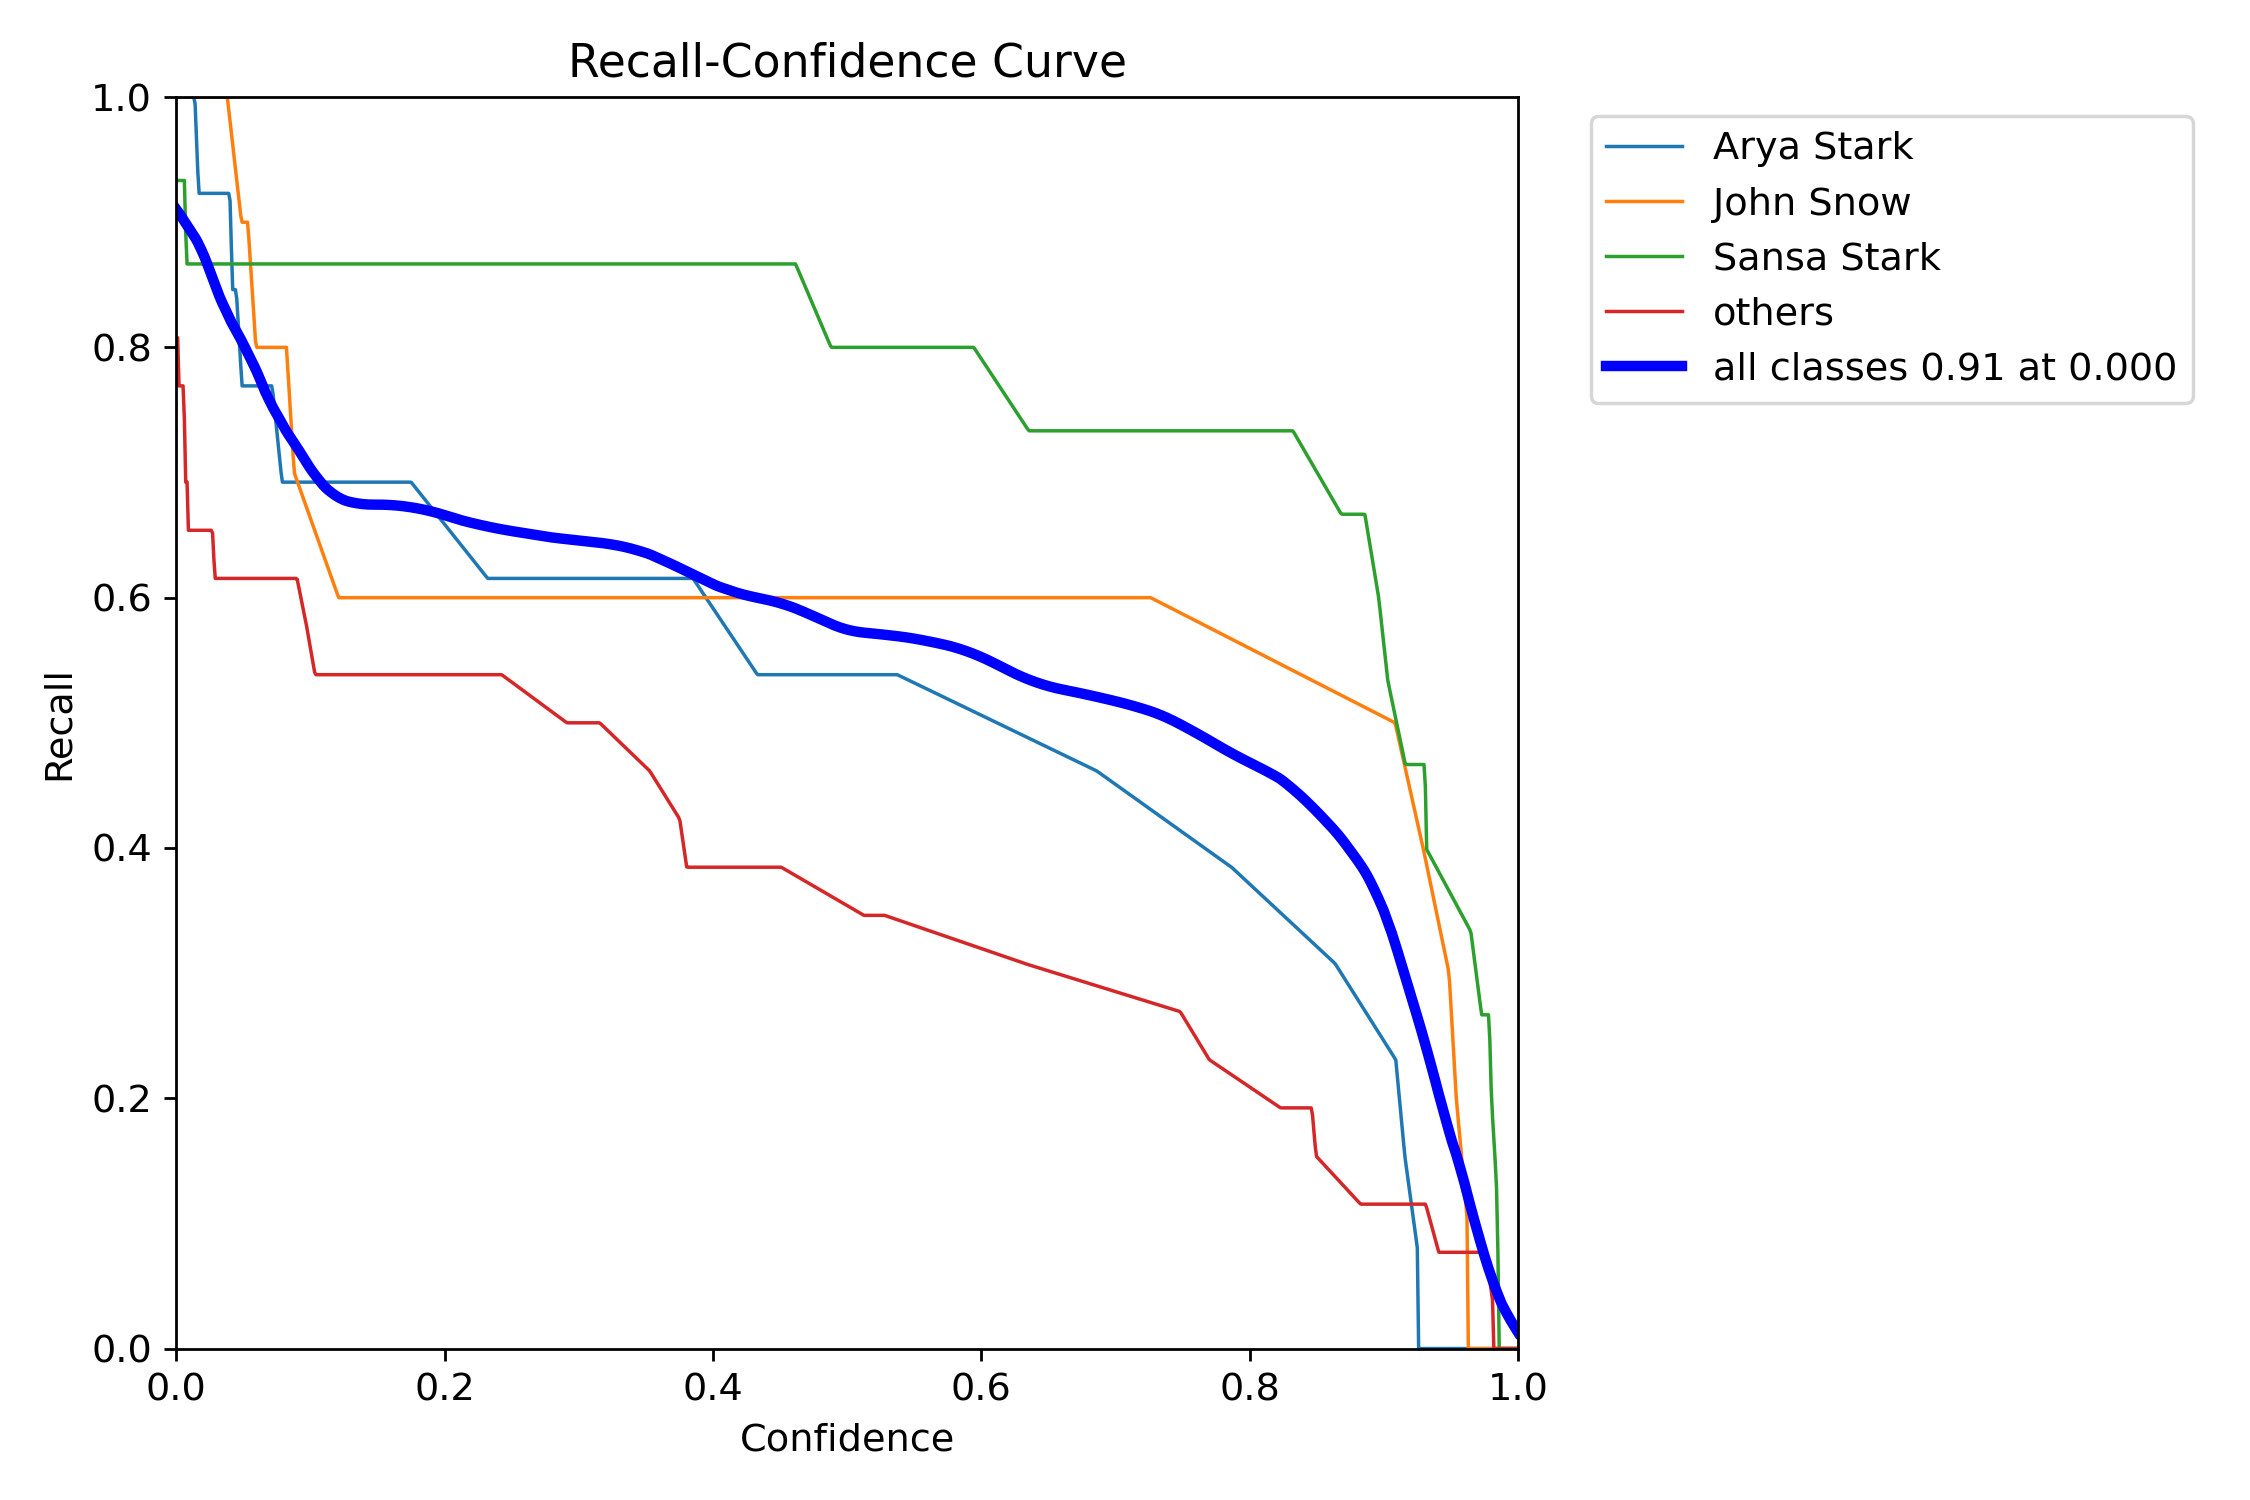 Recall-Confidence Curve
1.0
0.8
0.6
0.4
0.2
0.0
Recall
0.0 0.2 0.4 0.6 0.8 1.0
Confidence
Arya Stark
John Snow
Sansa Stark
others
all classes 0.91 at 0.000